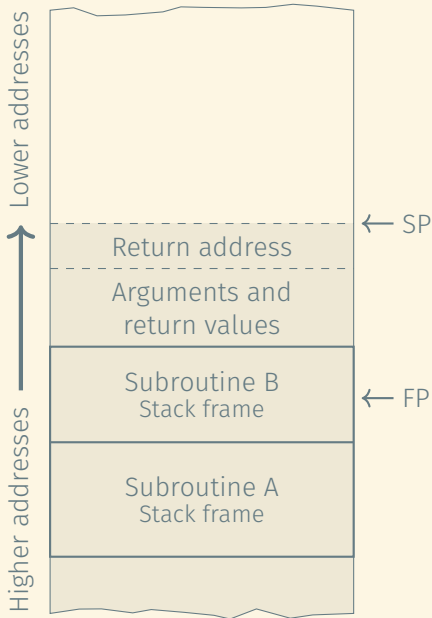 Lower addresses
SP
Return address
Arguments and
return values
Subroutine B
Stack frame
FP
Subroutine A
Stack frame
Higher addresses